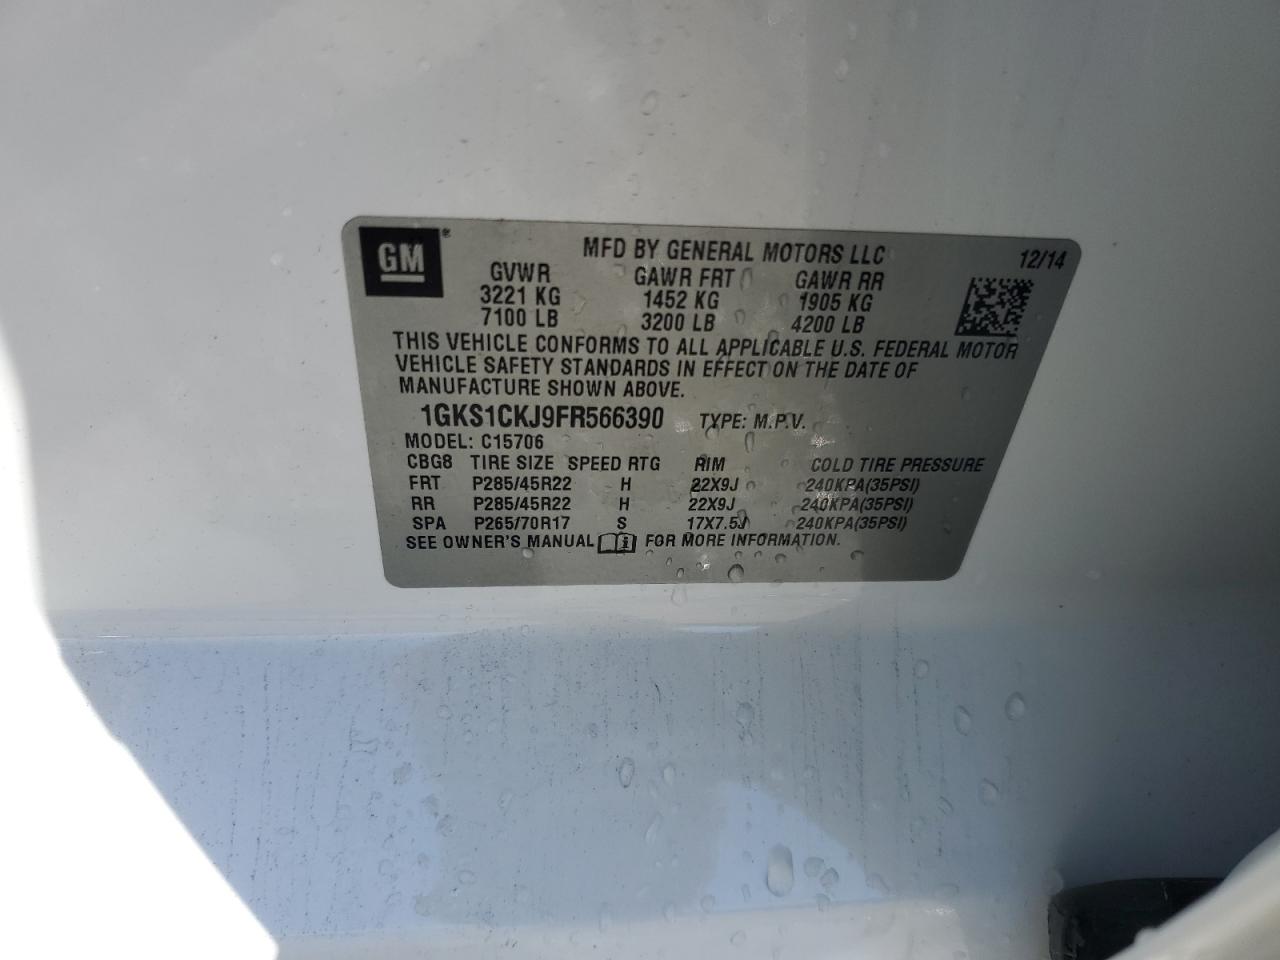 GM® MFD BY GENERAL MOTORS LLC 12/14
GVWR GAWR FRT GAWR RR
3221 KG 1452 KG 1905 KG
7100 LB 3200 LB 4200 LB
THIS VEHICLE CONFORMS TO ALL APPLICABLE U.S. FEDERAL MOTOR
VEHICLE SAFETY STANDARDS IN EFFECT ON THE DATE OF
MANUFACTURE SHOWN ABOVE.
1GKS1CKJ9FR566390 TYPE: M.P.V.
MODEL: C15706
CBG8 TIRE SIZE SPEED RTG RIM COLD TIRE PRESSURE
FRT P285/45R22 H 22X9J 240KPA(35PSI)
RR P285/45R22 H 22X9J 240KPA(35PSI)
SPA P265/70R17 S 17X7.5J 240KPA(35PSI)
SEE OWNER'S MANUAL FOR MORE INFORMATION.